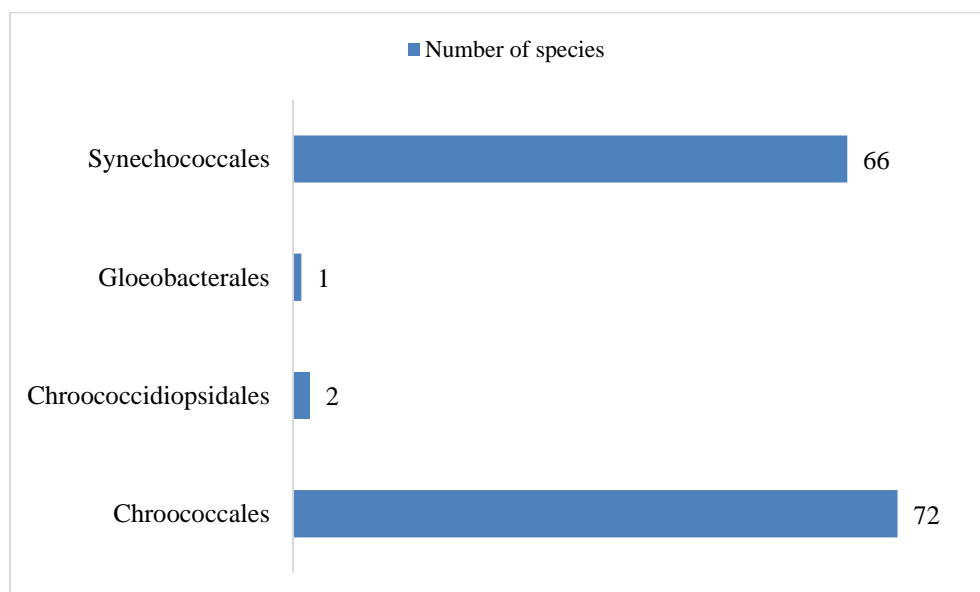 Number of species
Synechococcales
66
Gloeobacterales
1
Chroococcidiopsidales
2
Chroococcales
72